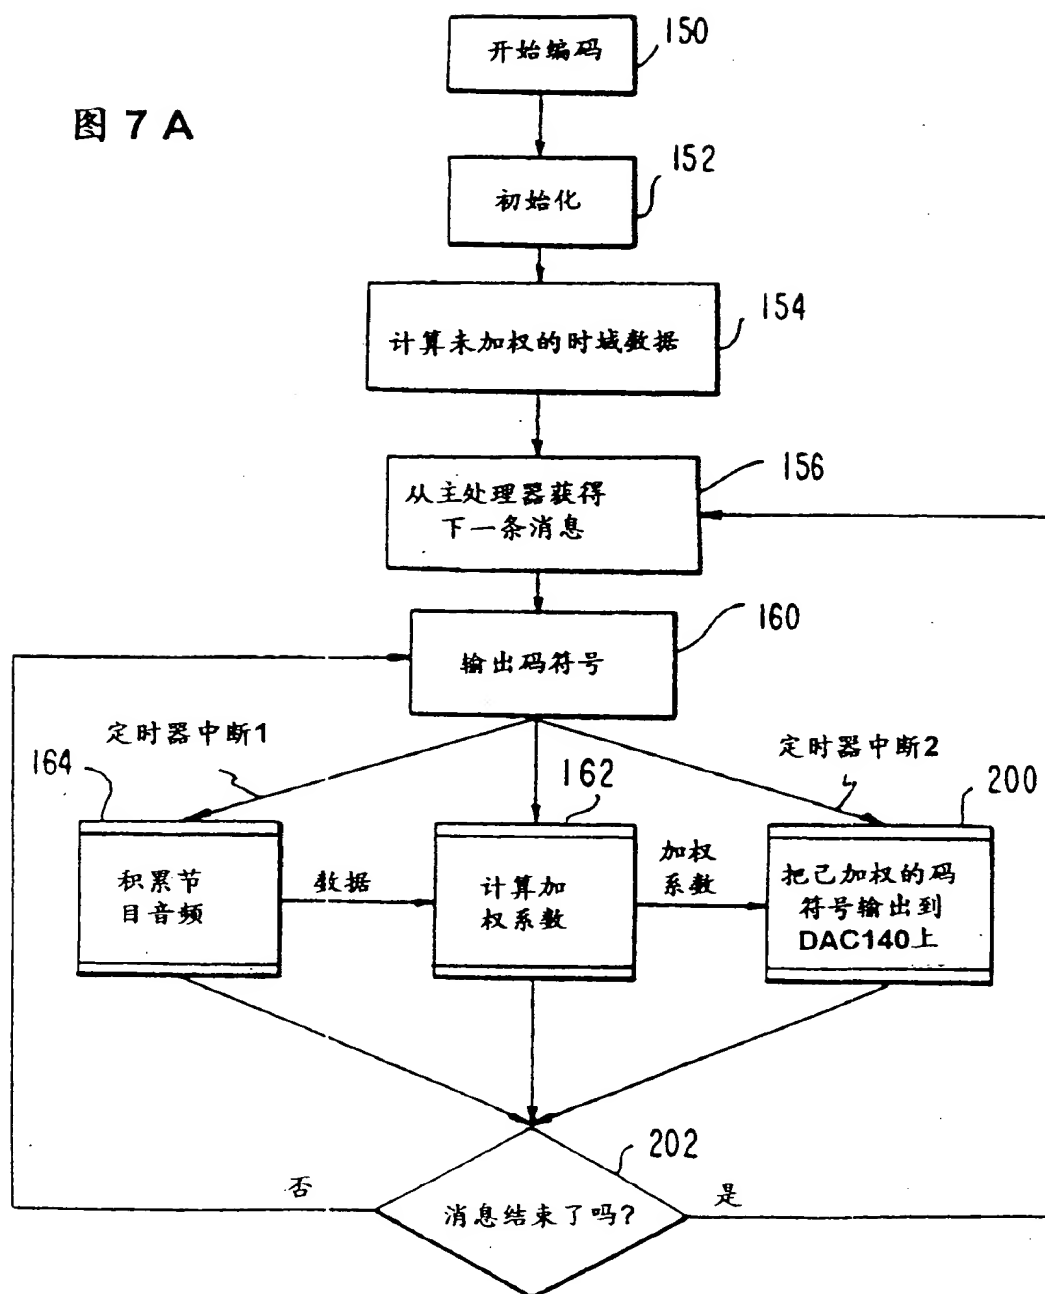 150
开始编码
图 7 A
152
初始化
154
计算未加权的时域数据
156
从主处理器获得
下一条消息
160
输出码符号
定时器中断1
定时器中断2
164
162
200
积累节
目音频
数据
计算加
权系数
加权
系数
把已加权的码
符号输出到
DAC140上
202
否
消息结束了吗?
是